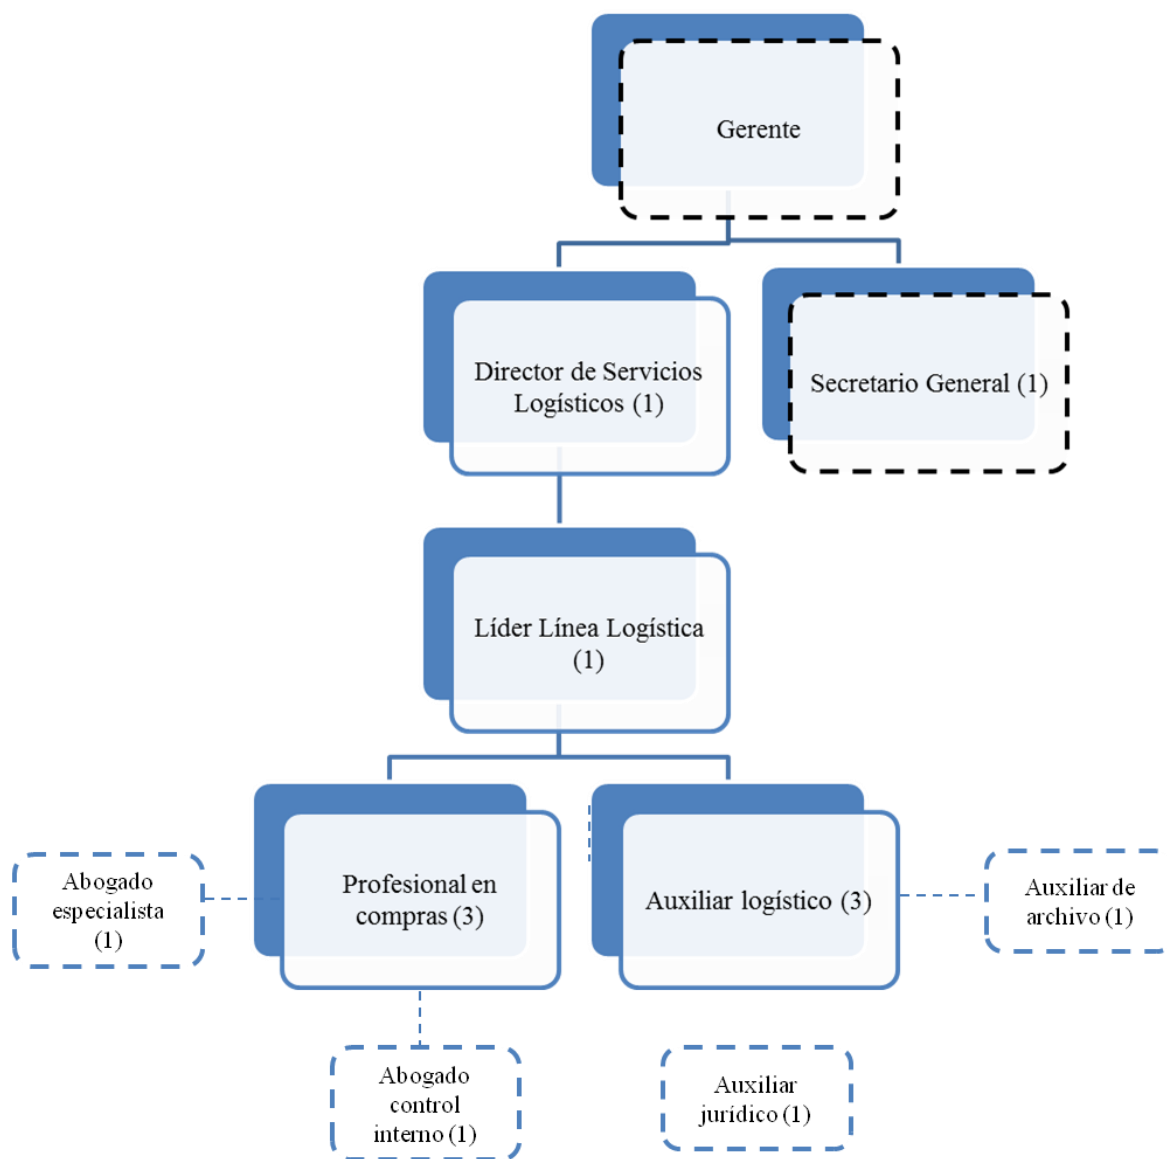 Gerente
Director de Servicios
Logísticos (1)
Secretario General (1)
Líder Línea Logística
(1)
Abogado
especialista
(1)
Profesional en
compras (3)
Auxiliar logístico (3)
Auxiliar de
archivo (1)
Abogado
control
interno (1)
Auxiliar
jurídico (1)